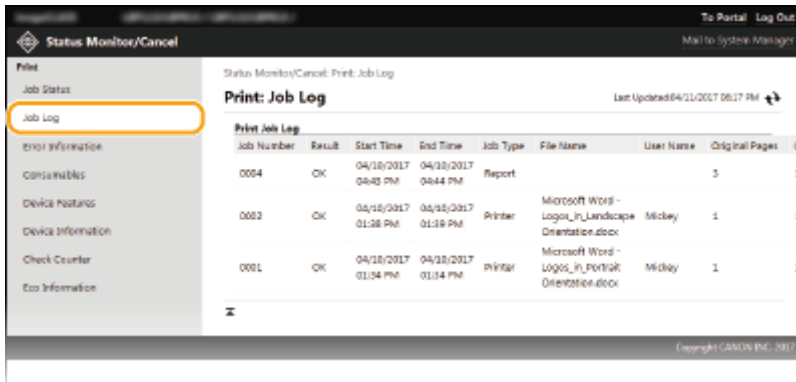 To Portal Log Out
Status Monitor/Cancel
Mail to System Manager
Print
Job Status
Job Log
Error Information
Consumables
Device Features
Device Information
Check Counter
Eco Information
Status Monitor/Cancel: Print: Job Log
Print: Job Log
Last Updated:04/11/2017 06:17 PM
Print Job Log
Job Number Result Start Time End Time Job Type File Name User Name Original Pages
0004 OK 04/10/2017 04:43 PM 04/10/2017 04:44 PM Report 3
0002 OK 04/10/2017 01:38 PM 04/10/2017 01:39 PM Printer Microsoft Word - Logos_in_Landscape Orientation.docx Mickey 1
0001 OK 04/10/2017 01:34 PM 04/10/2017 01:34 PM Printer Microsoft Word - Logos_in_Portrait Orientation.docx Mickey 1
Copyright CANON INC. 2017